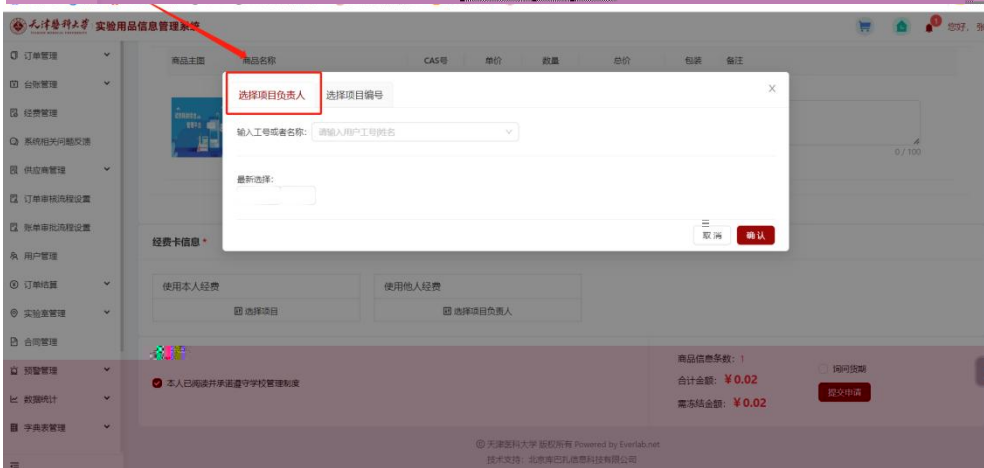 天津医科大学 实验用品信息管理系统
您好,
订单管理
台账管理
经费管理
系统相关问题反馈
供应商管理
订单审核流程设置
账单审批流程设置
用户管理
订单结算
实验室管理
合同管理
预警管理
数据统计
字典表管理
商品主图 商品名称 CAS号 单价 数量 总价 包装 备注
0 / 100
选择项目负责人 选择项目编号
输入工号或者名称: 请输入用户工号|姓名
最新选择:
取消 确认
经费卡信息 *
使用本人经费 使用他人经费
选择项目 选择项目负责人
本人已阅读并承诺遵守学校管理制度
商品信息条数: 1
合计金额: ¥0.02
需冻结金额: ¥0.02
询问货期
提交申请
© 天津医科大学 版权所有 Powered by Everlab.net
技术支持: 北京库巴扎信息科技有限公司